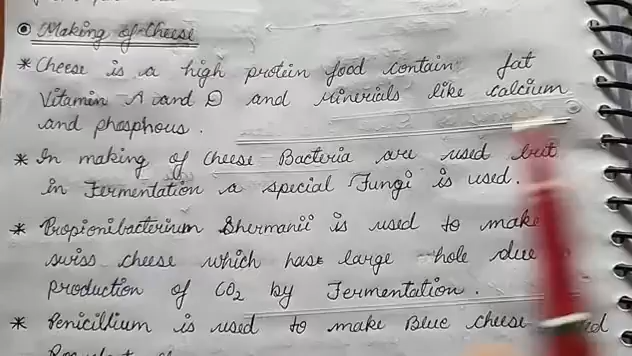 Making of Cheese
* Cheese is a high protein food contain fat
Vitamin A and D and Minerials like calcium
and phosphous.
* In making of Cheese Bacteria are used but
in Fermentation a special Fungi is used.
* Propionibacterium Shermanii is used to make
swiss cheese which has large hole due
production of CO2 by Fermentation.
* Penicillium is used to make Blue cheese